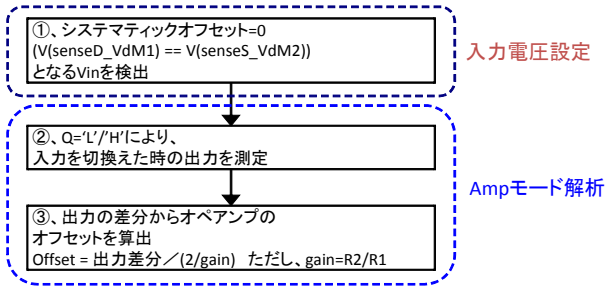 ①、システマティックオフセット=0
(V(senseD_VdM1) == V(senseS_VdM2))
となるVinを検出
入力電圧設定
②、Q='L'/'H'により、
入力を切換えた時の出力を測定
Ampモード解析
③、出力の差分からオペアンプの
オフセットを算出
Offset = 出力差分／(2/gain) ただし、gain=R2/R1